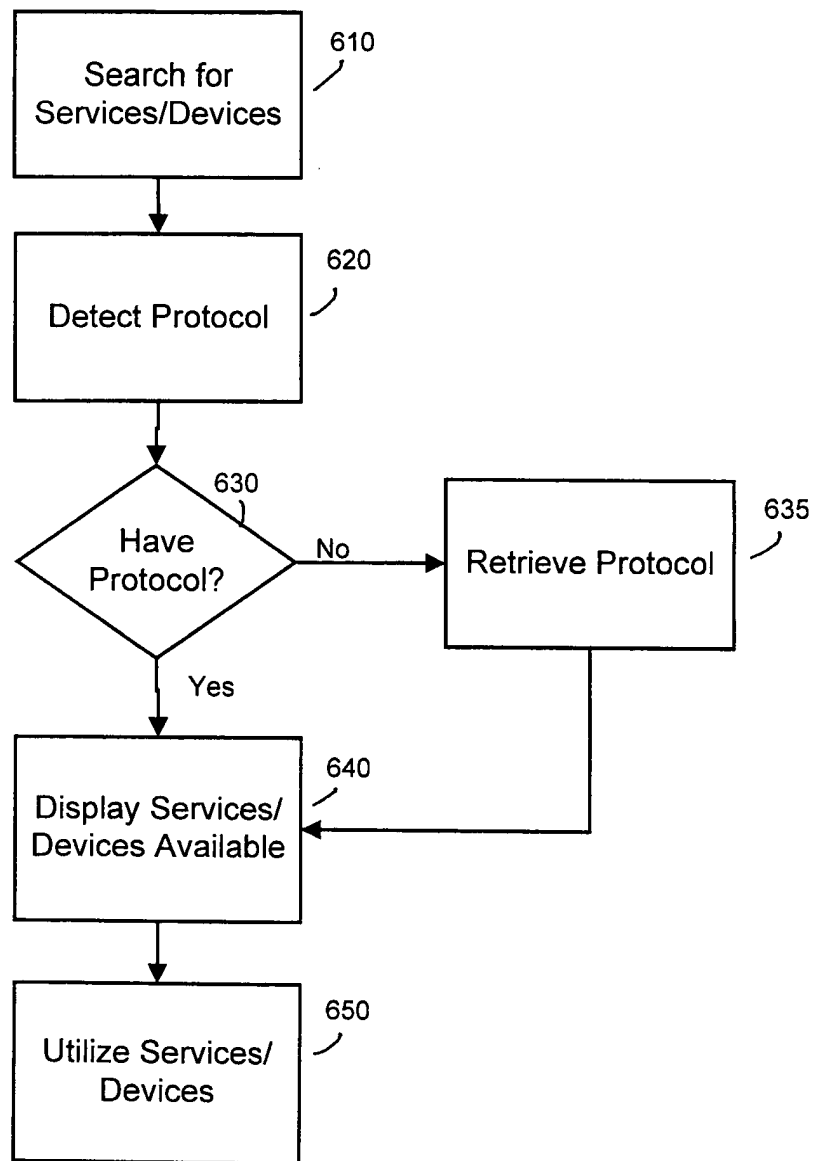 610
Search for
Services/Devices
620
Detect Protocol
630
Have
Protocol?
No
635
Retrieve Protocol
Yes
640
Display Services/
Devices Available
650
Utilize Services/
Devices